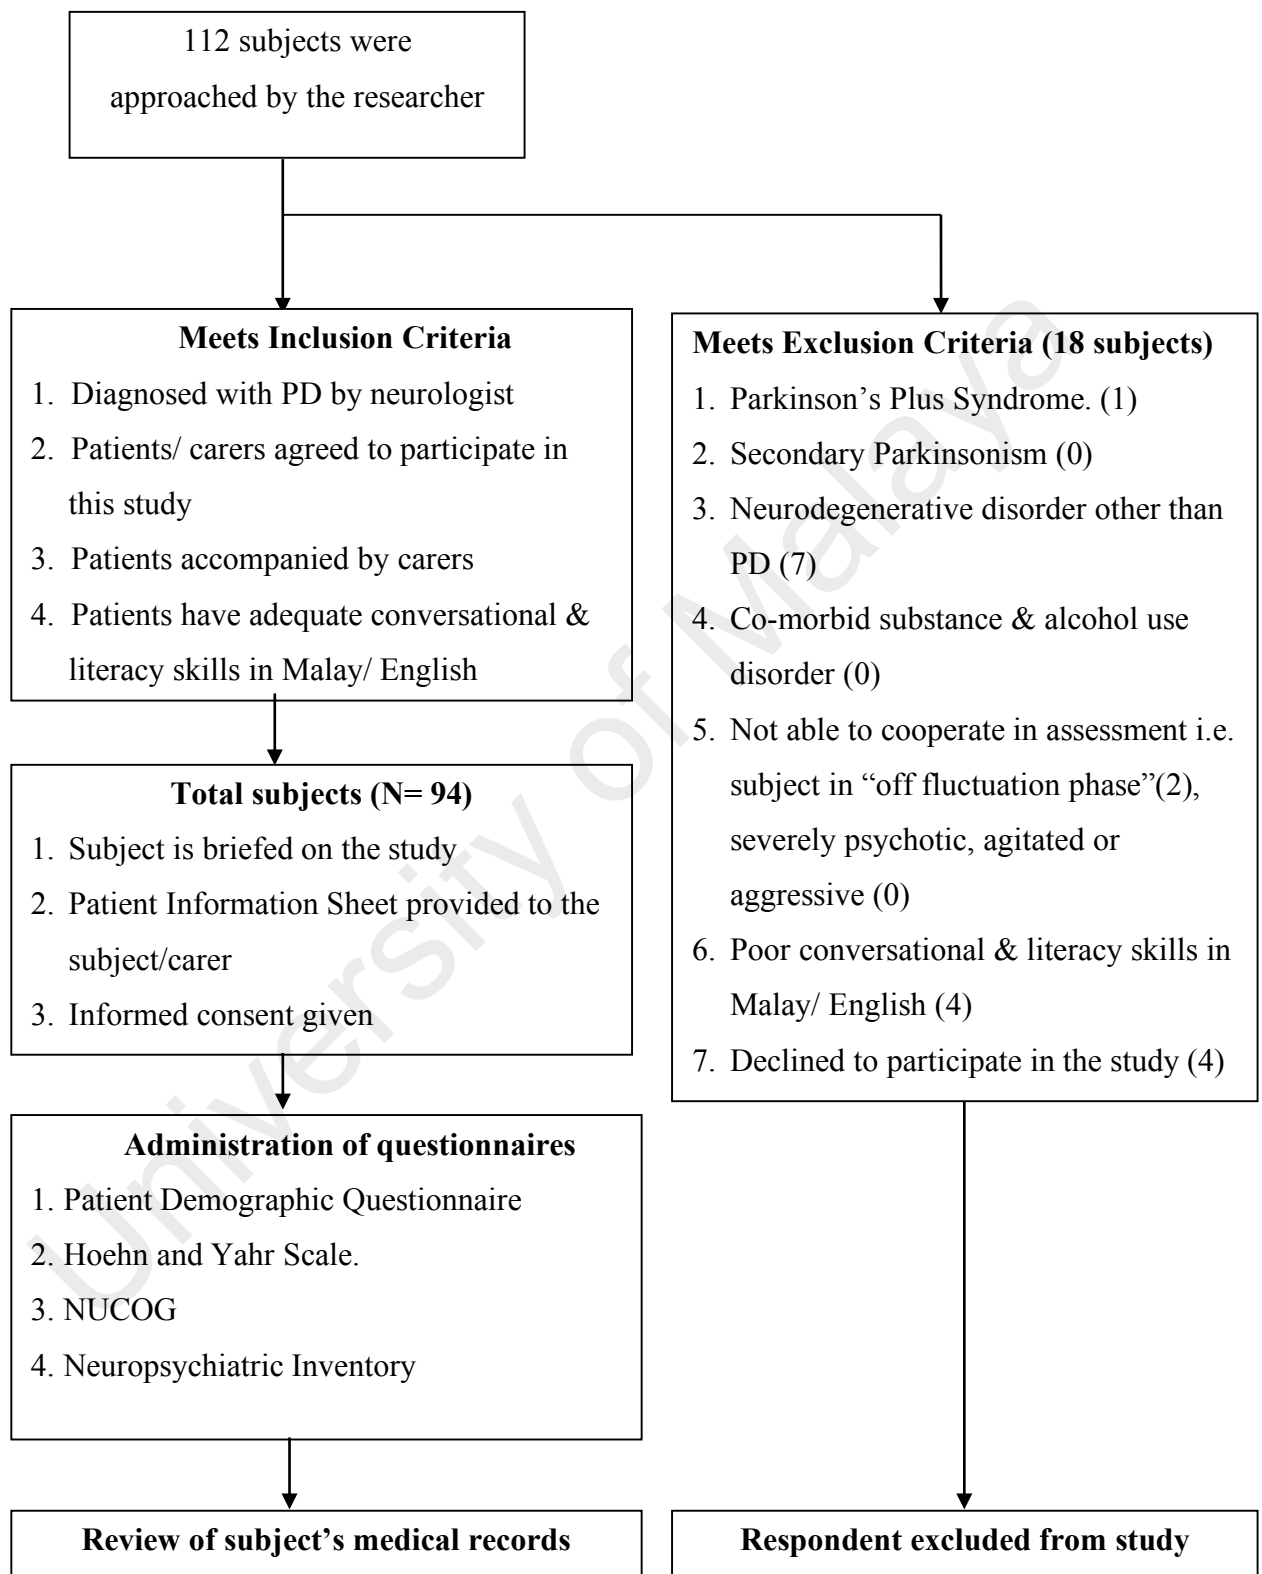 112 subjects were
approached by the researcher
Meets Inclusion Criteria
1. Diagnosed with PD by neurologist
2. Patients/ carers agreed to participate in
this study
3. Patients accompanied by carers
4. Patients have adequate conversational &
literacy skills in Malay/ English
Meets Exclusion Criteria (18 subjects)
1. Parkinson’s Plus Syndrome. (1)
2. Secondary Parkinsonism (0)
3. Neurodegenerative disorder other than
PD (7)
4. Co-morbid substance & alcohol use
disorder (0)
5. Not able to cooperate in assessment i.e.
subject in “off fluctuation phase”(2),
severely psychotic, agitated or
aggressive (0)
6. Poor conversational & literacy skills in
Malay/ English (4)
7. Declined to participate in the study (4)
Total subjects (N= 94)
1. Subject is briefed on the study
2. Patient Information Sheet provided to the
subject/carer
3. Informed consent given
Administration of questionnaires
1. Patient Demographic Questionnaire
2. Hoehn and Yahr Scale.
3. NUCOG
4. Neuropsychiatric Inventory
Review of subject’s medical records
Respondent excluded from study
University of Malaya